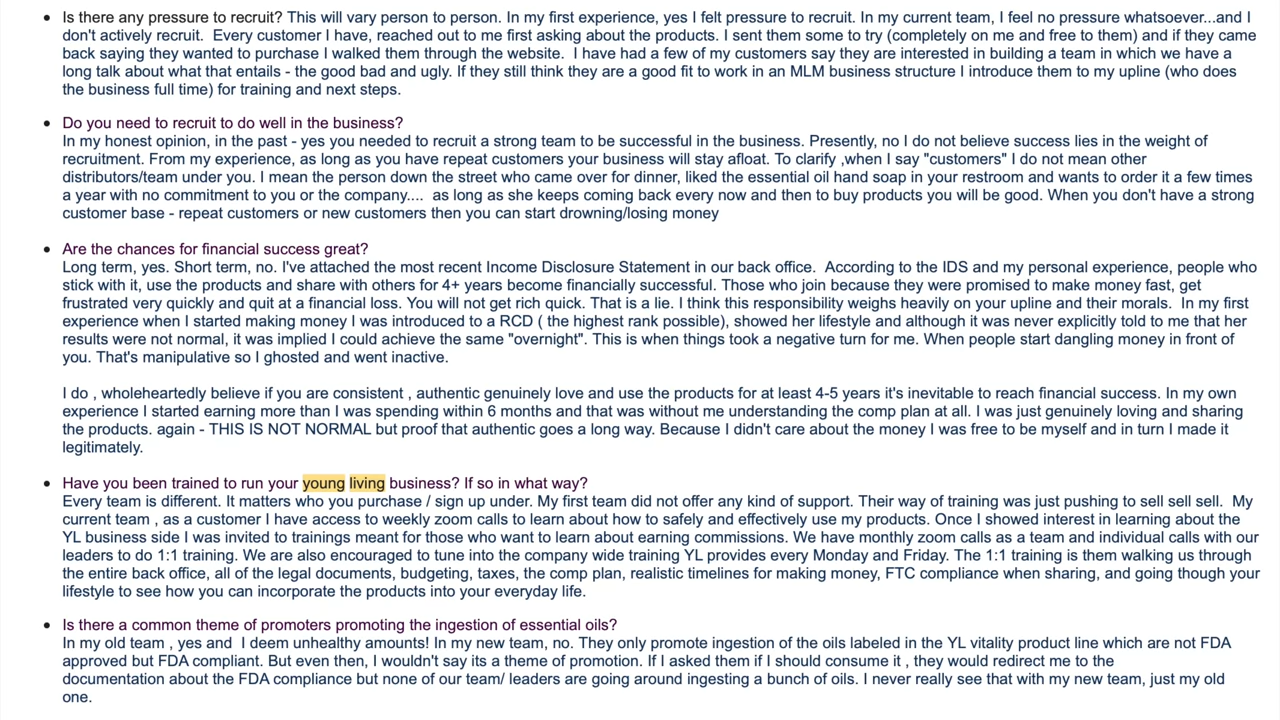 • Is there any pressure to recruit? This will vary person to person. In my first experience, yes I felt pressure to recruit. In my current team, I feel no pressure whatsoever...and I
don't actively recruit.  Every customer I have, reached out to me first asking about the products. I sent them some to try (completely on me and free to them) and if they came
back saying they wanted to purchase I walked them through the website.  I have had a few of my customers say they are interested in building a team in which we have a
long talk about what that entails - the good bad and ugly. If they still think they are a good fit to work in an MLM business structure I introduce them to my upline (who does
the business full time) for training and next steps.
• Do you need to recruit to do well in the business?
In my honest opinion, in the past - yes you needed to recruit a strong team to be successful in the business. Presently, no I do not believe success lies in the weight of
recruitment. From my experience, as long as you have repeat customers your business will stay afloat. To clarify ,when I say "customers" I do not mean other
distributors/team under you. I mean the person down the street who came over for dinner, liked the essential oil hand soap in your restroom and wants to order it a few times
a year with no commitment to you or the company....  as long as she keeps coming back every now and then to buy products you will be good. When you don't have a strong
customer base - repeat customers or new customers then you can start drowning/losing money
• Are the chances for financial success great?
Long term, yes. Short term, no. I've attached the most recent Income Disclosure Statement in our back office.  According to the IDS and my personal experience, people who
stick with it, use the products and share with others for 4+ years become financially successful. Those who join because they were promised to make money fast, get
frustrated very quickly and quit at a financial loss. You will not get rich quick. That is a lie. I think this responsibility weighs heavily on your upline and their morals.  In my first
experience when I started making money I was introduced to a RCD ( the highest rank possible), showed her lifestyle and although it was never explicitly told to me that her
results were not normal, it was implied I could achieve the same "overnight". This is when things took a negative turn for me. When people start dangling money in front of
you. That's manipulative so I ghosted and went inactive.
I do , wholeheartedly believe if you are consistent , authentic genuinely love and use the products for at least 4-5 years it's inevitable to reach financial success. In my own
experience I started earning more than I was spending within 6 months and that was without me understanding the comp plan at all. I was just genuinely loving and sharing
the products. again - THIS IS NOT NORMAL but proof that authentic goes a long way. Because I didn't care about the money I was free to be myself and in turn I made it
legitimately.
• Have you been trained to run your young living business? If so in what way?
Every team is different. It matters who you purchase / sign up under. My first team did not offer any kind of support. Their way of training was just pushing to sell sell sell.  My
current team , as a customer I have access to weekly zoom calls to learn about how to safely and effectively use my products. Once I showed interest in learning about the
YL business side I was invited to trainings meant for those who want to learn about earning commissions. We have monthly zoom calls as a team and individual calls with our
leaders to do 1:1 training. We are also encouraged to tune into the company wide training YL provides every Monday and Friday. The 1:1 training is them walking us through
the entire back office, all of the legal documents, budgeting, taxes, the comp plan, realistic timelines for making money, FTC compliance when sharing, and going though your
lifestyle to see how you can incorporate the products into your everyday life.
• Is there a common theme of promoters promoting the ingestion of essential oils?
In my old team , yes and  I deem unhealthy amounts! In my new team, no. They only promote ingestion of the oils labeled in the YL vitality product line which are not FDA
approved but FDA compliant. But even then, I wouldn't say its a theme of promotion. If I asked them if I should consume it , they would redirect me to the
documentation about the FDA compliance but none of our team/ leaders are going around ingesting a bunch of oils. I never really see that with my new team, just my old
one.